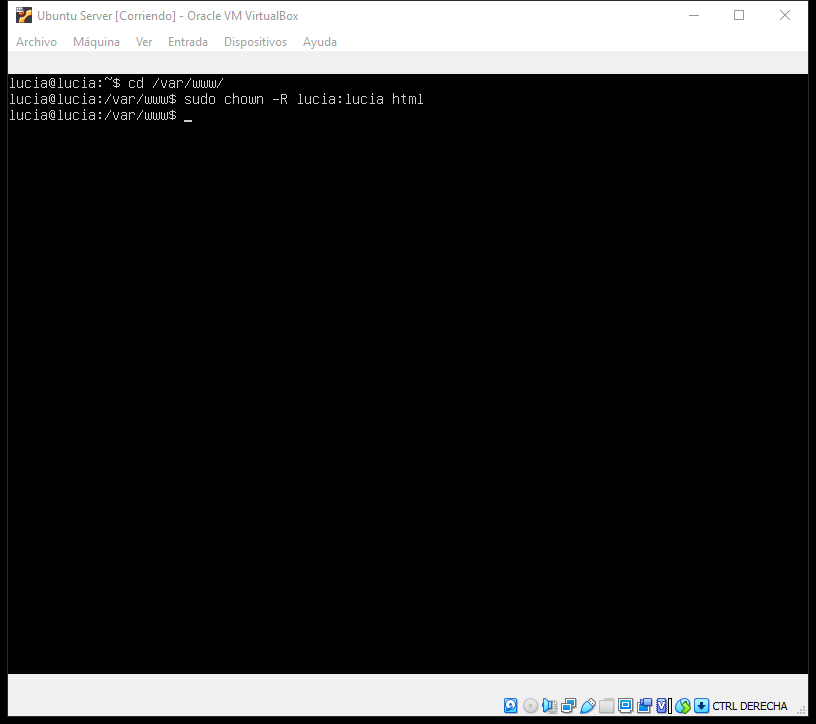 Ubuntu Server [Corriendo] - Oracle VM VirtualBox
Archivo Máquina Ver Entrada Dispositivos Ayuda
lucia@lucia:~$ cd /var/www/
lucia@lucia:/var/www$ sudo chown -R lucia:lucia html
lucia@lucia:/var/www$ _
CTRL DERECHA